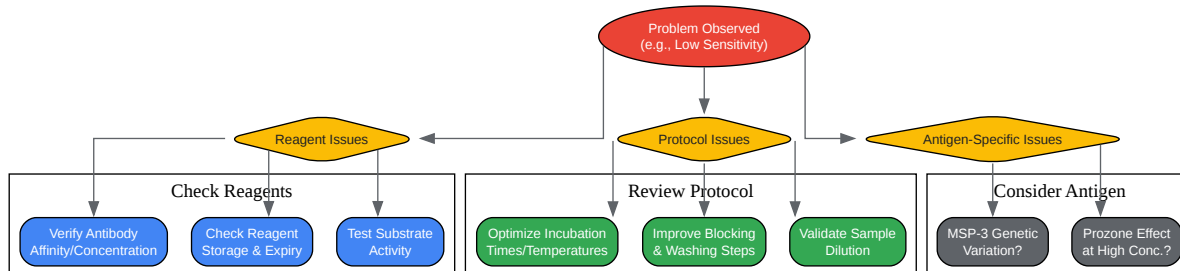 Problem Observed
(e.g., Low Sensitivity)
Reagent Issues
Protocol Issues
Antigen-Specific Issues
Check Reagents
Review Protocol
Consider Antigen
Verify Antibody
Affinity/Concentration
Check Reagent
Storage & Expiry
Test Substrate
Activity
Optimize Incubation
Times/Temperatures
Improve Blocking
& Washing Steps
Validate Sample
Dilution
MSP-3 Genetic
Variation?
Prozone Effect
at High Conc.?